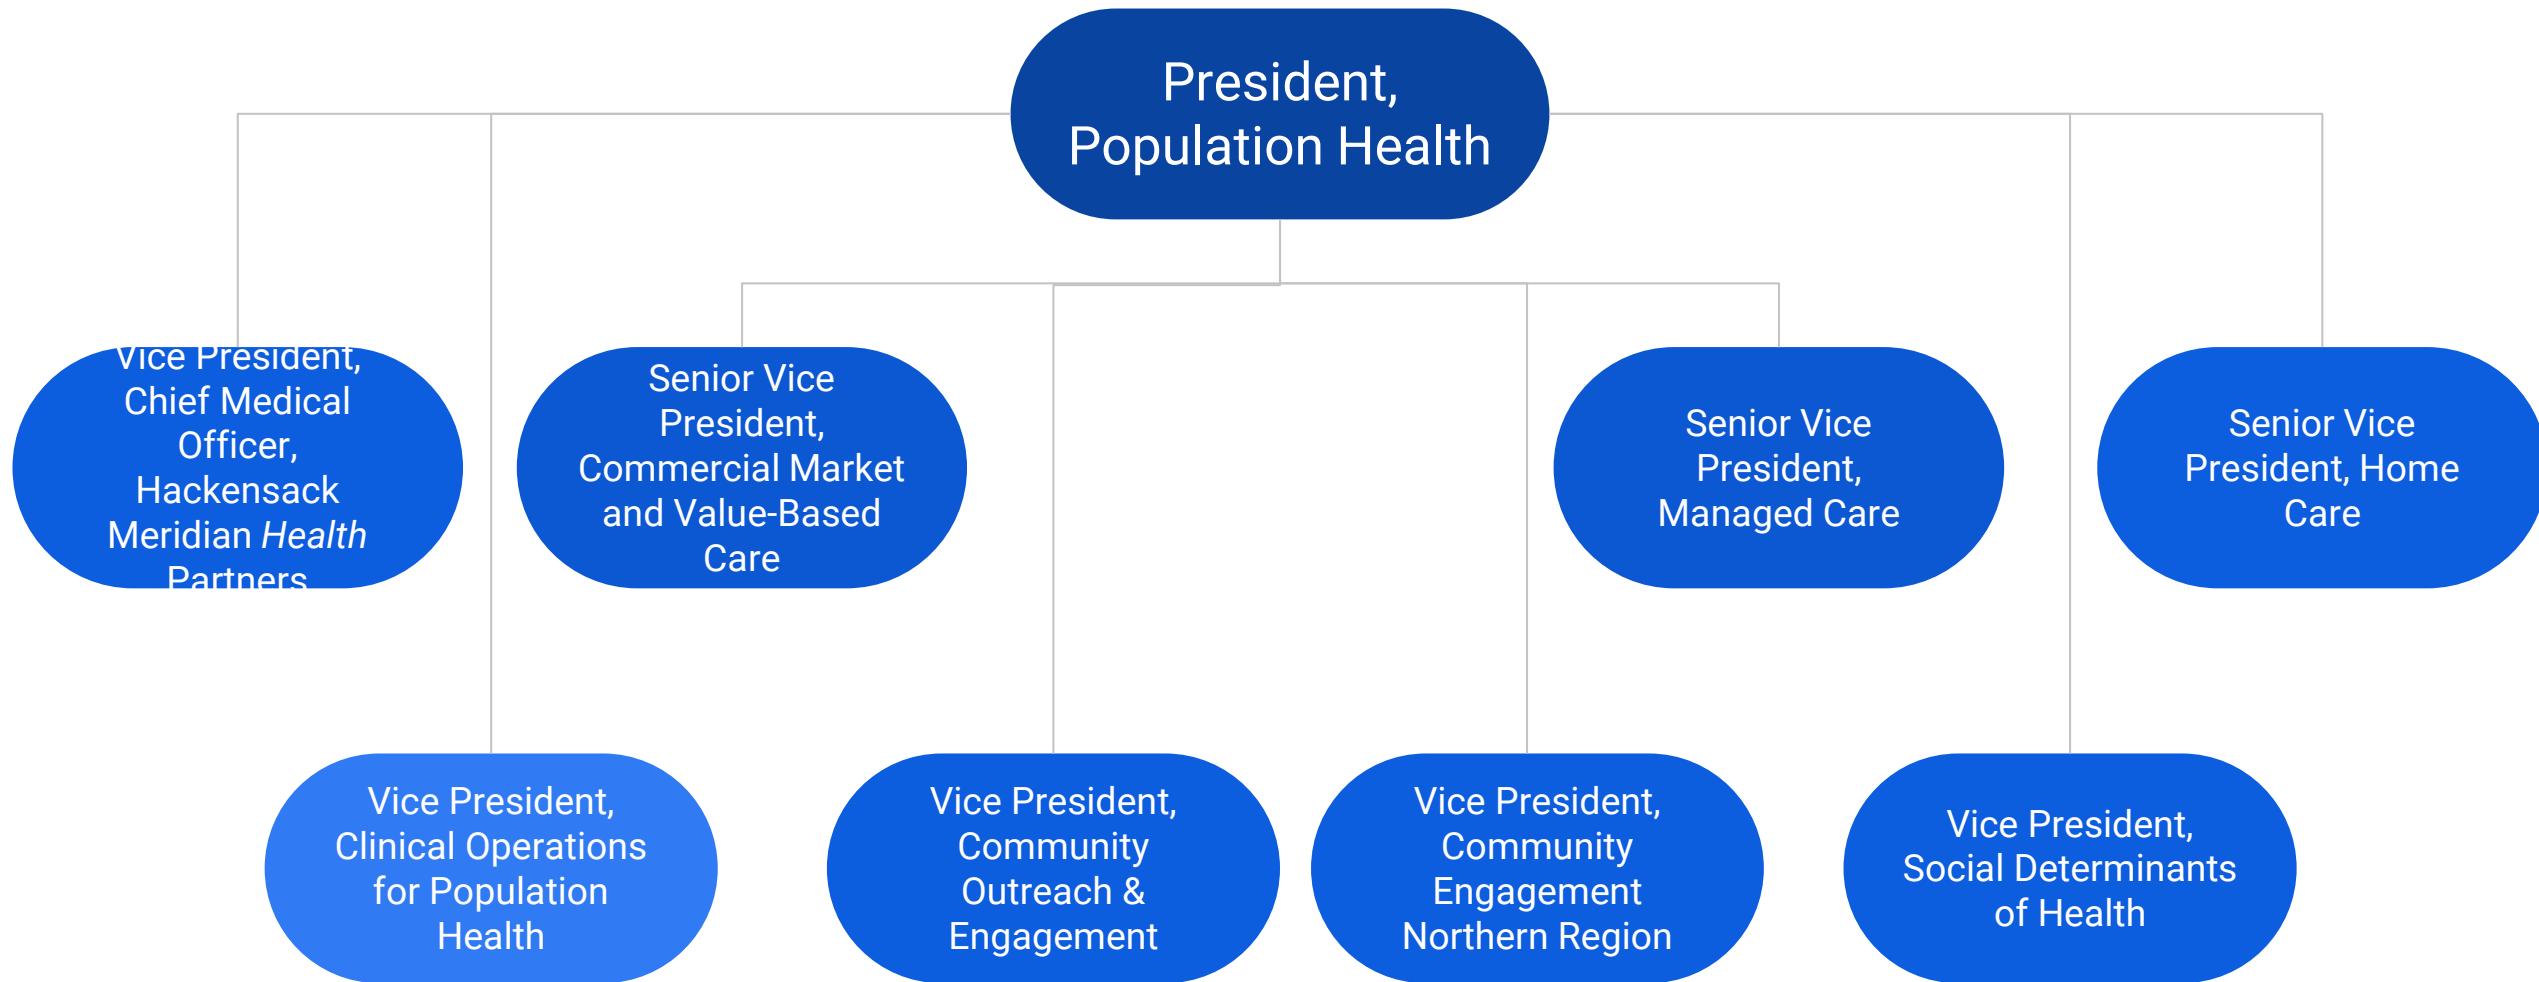 President,
Population Health
Vice President,
Chief Medical
Officer,
Hackensack
Meridian Health
Partners
Senior Vice
President,
Commercial Market
and Value-Based
Care
Senior Vice
President,
Managed Care
Senior Vice
President, Home
Care
Vice President,
Clinical Operations
for Population
Health
Vice President,
Community
Outreach &
Engagement
Vice President,
Community
Engagement
Northern Region
Vice President,
Social Determinants
of Health